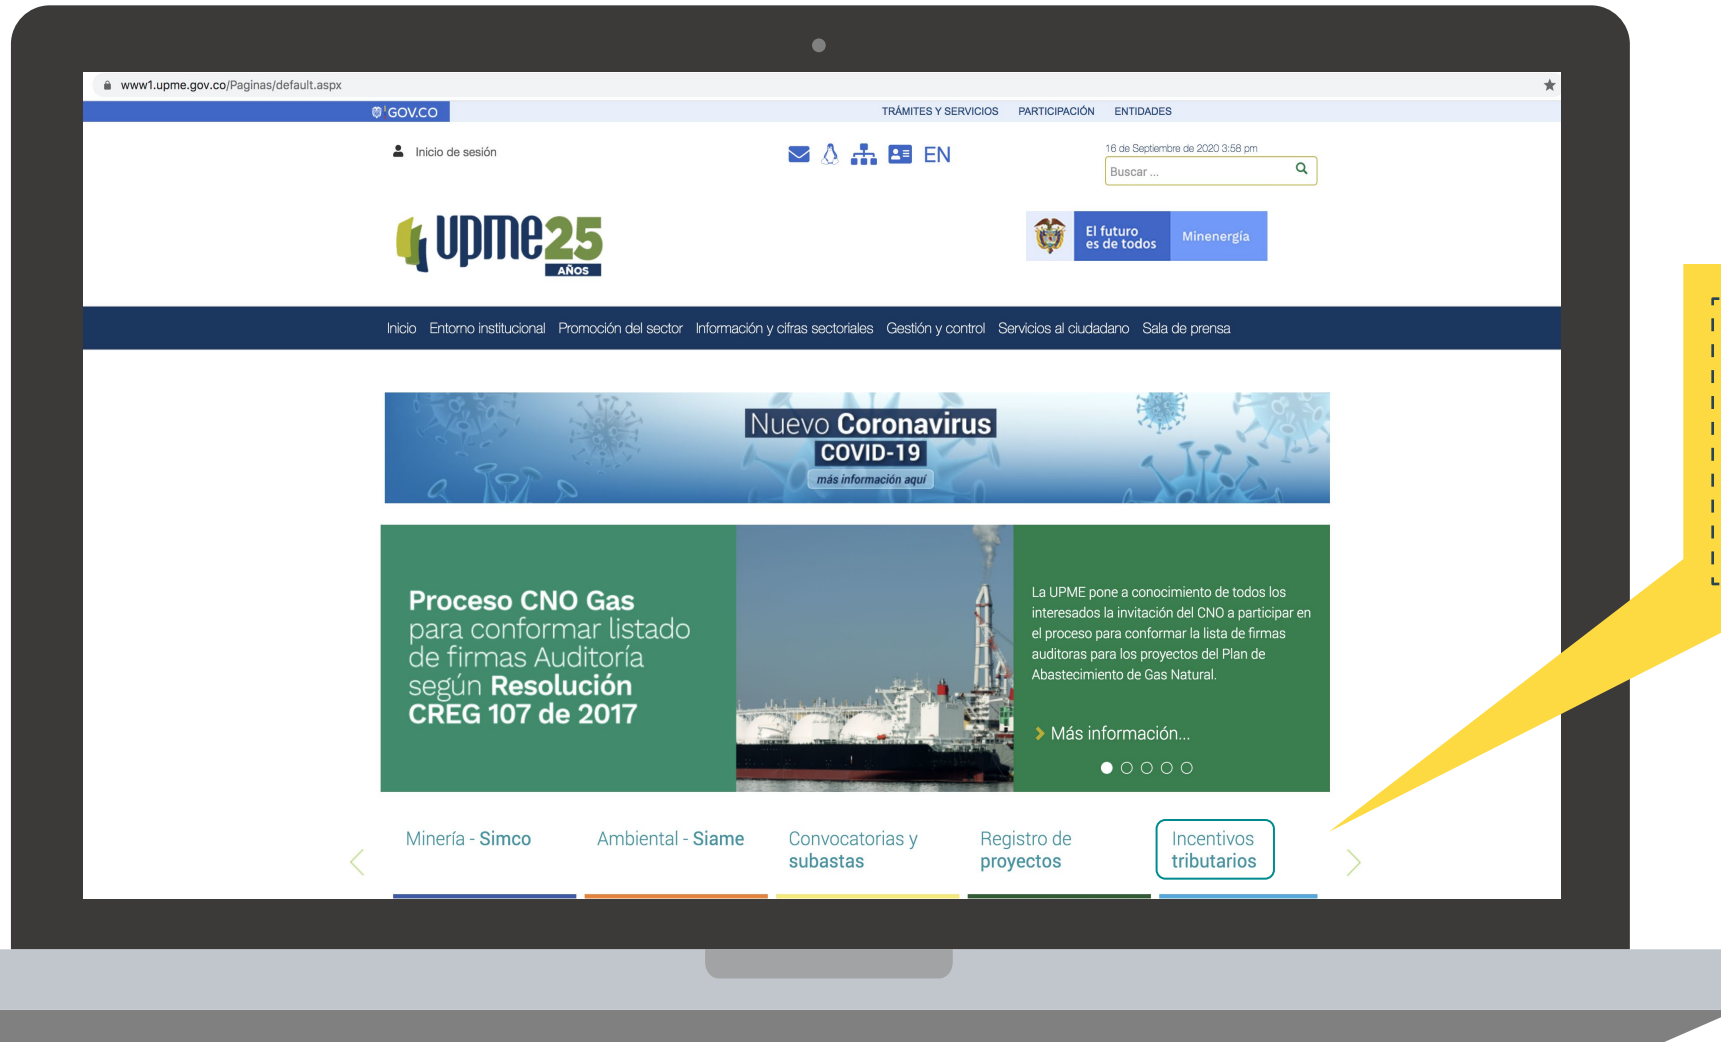 www1.upme.gov.co/Paginas/default.aspx
GOV.CO
TRÁMITES Y SERVICIOS PARTICIPACIÓN ENTIDADES
Inicio de sesión
EN
16 de Septiembre de 2020 3:58 pm
Buscar ...
upme25
AÑOS
El futuro
es de todos
Minenergía
Inicio Entorno institucional Promoción del sector Información y cifras sectoriales Gestión y control Servicios al ciudadano Sala de prensa
Nuevo Coronavirus
COVID-19
más información aquí
Proceso CNO Gas
para conformar listado
de firmas Auditoría
según Resolución
CREG 107 de 2017
La UPME pone a conocimiento de todos los
interesados la invitación del CNO a participar en
el proceso para conformar la lista de firmas
auditoras para los proyectos del Plan de
Abastecimiento de Gas Natural.
Más información...
Minería - Simco
Ambiental - Siame
Convocatorias y
subastas
Registro de
proyectos
Incentivos
tributarios